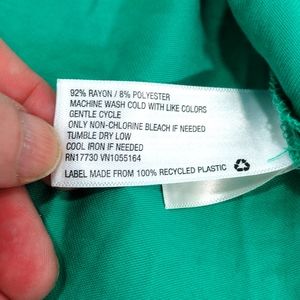 92% RAYON / 8% POLYESTER
MACHINE WASH COLD WITH LIKE COLORS
GENTLE CYCLE
ONLY NON-CHLORINE BLEACH IF NEEDED
TUMBLE DRY LOW
COOL IRON IF NEEDED
RN17730 VN1055164
LABEL MADE FROM 100% RECYCLED PLASTIC